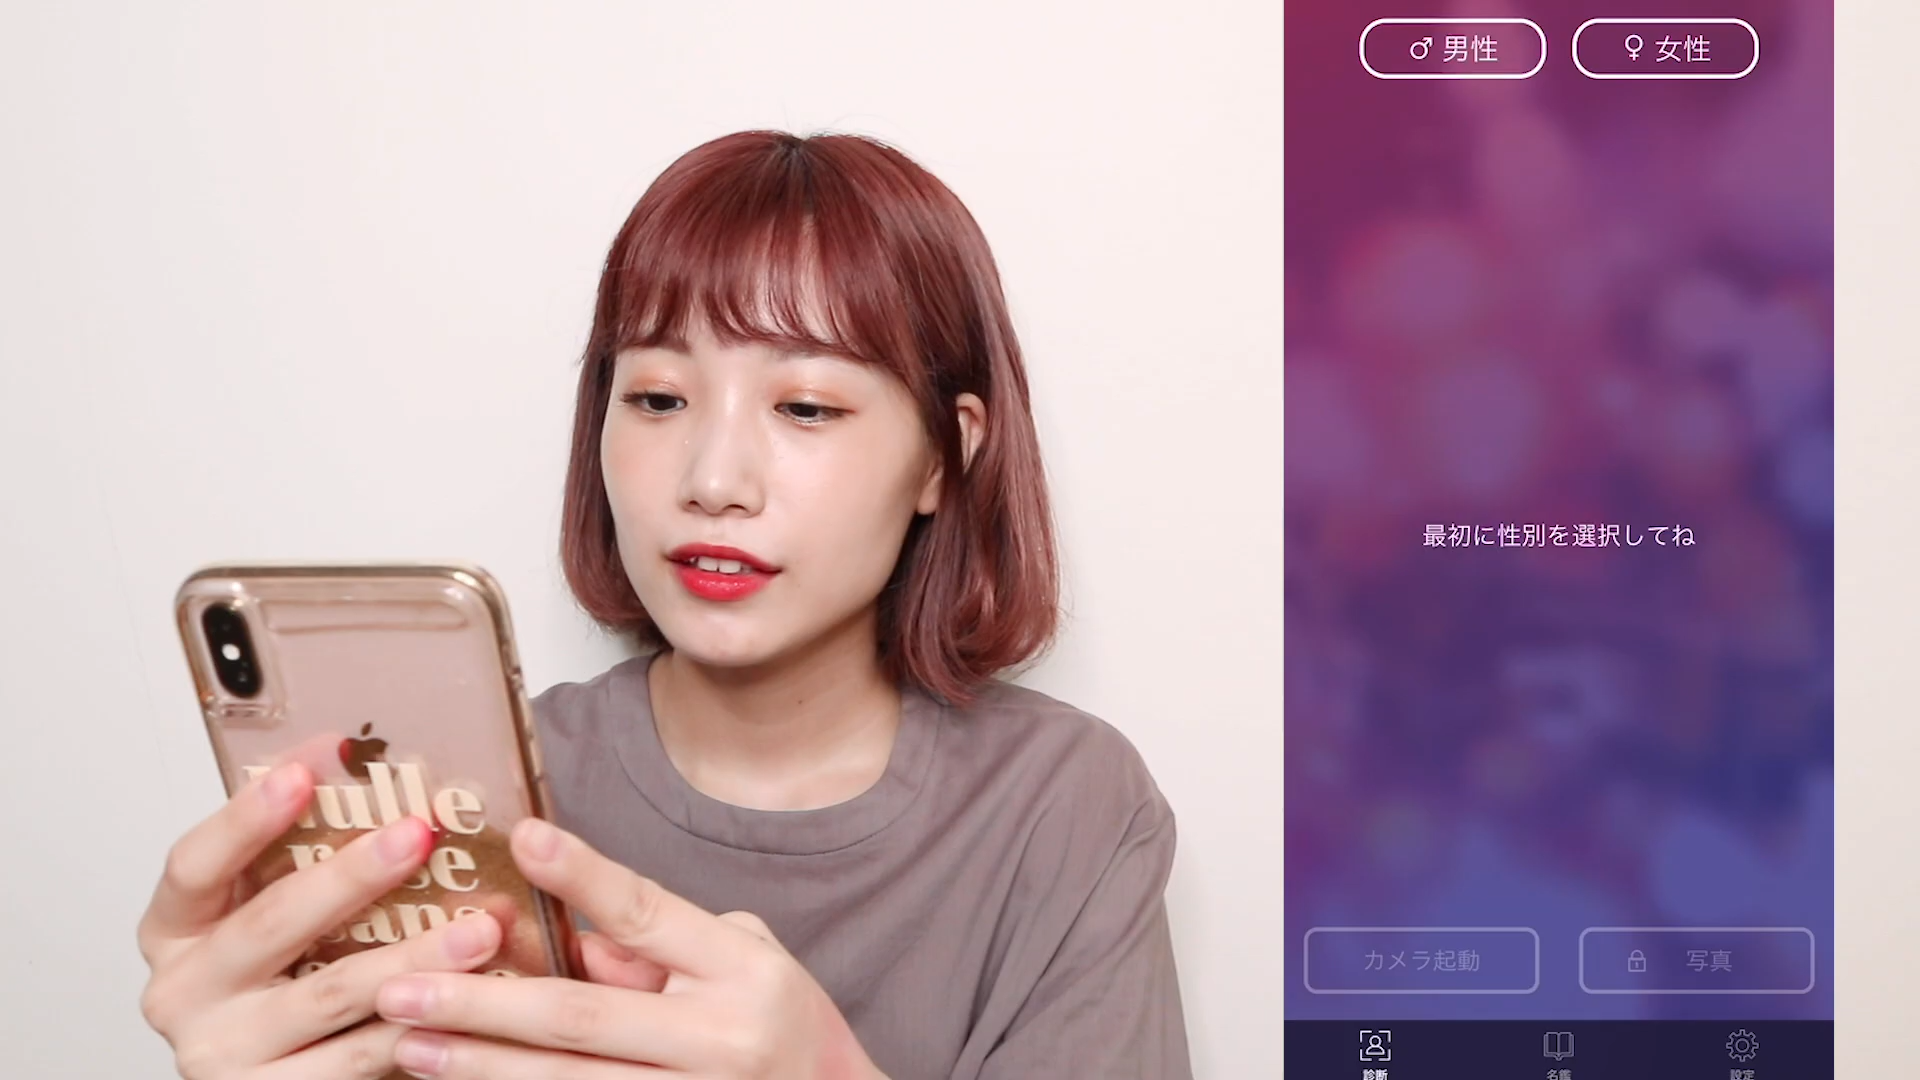 ♂ 男性
♀ 女性
最初に性別を選択してね
カメラ起動
写真
診断
名鑑
設定